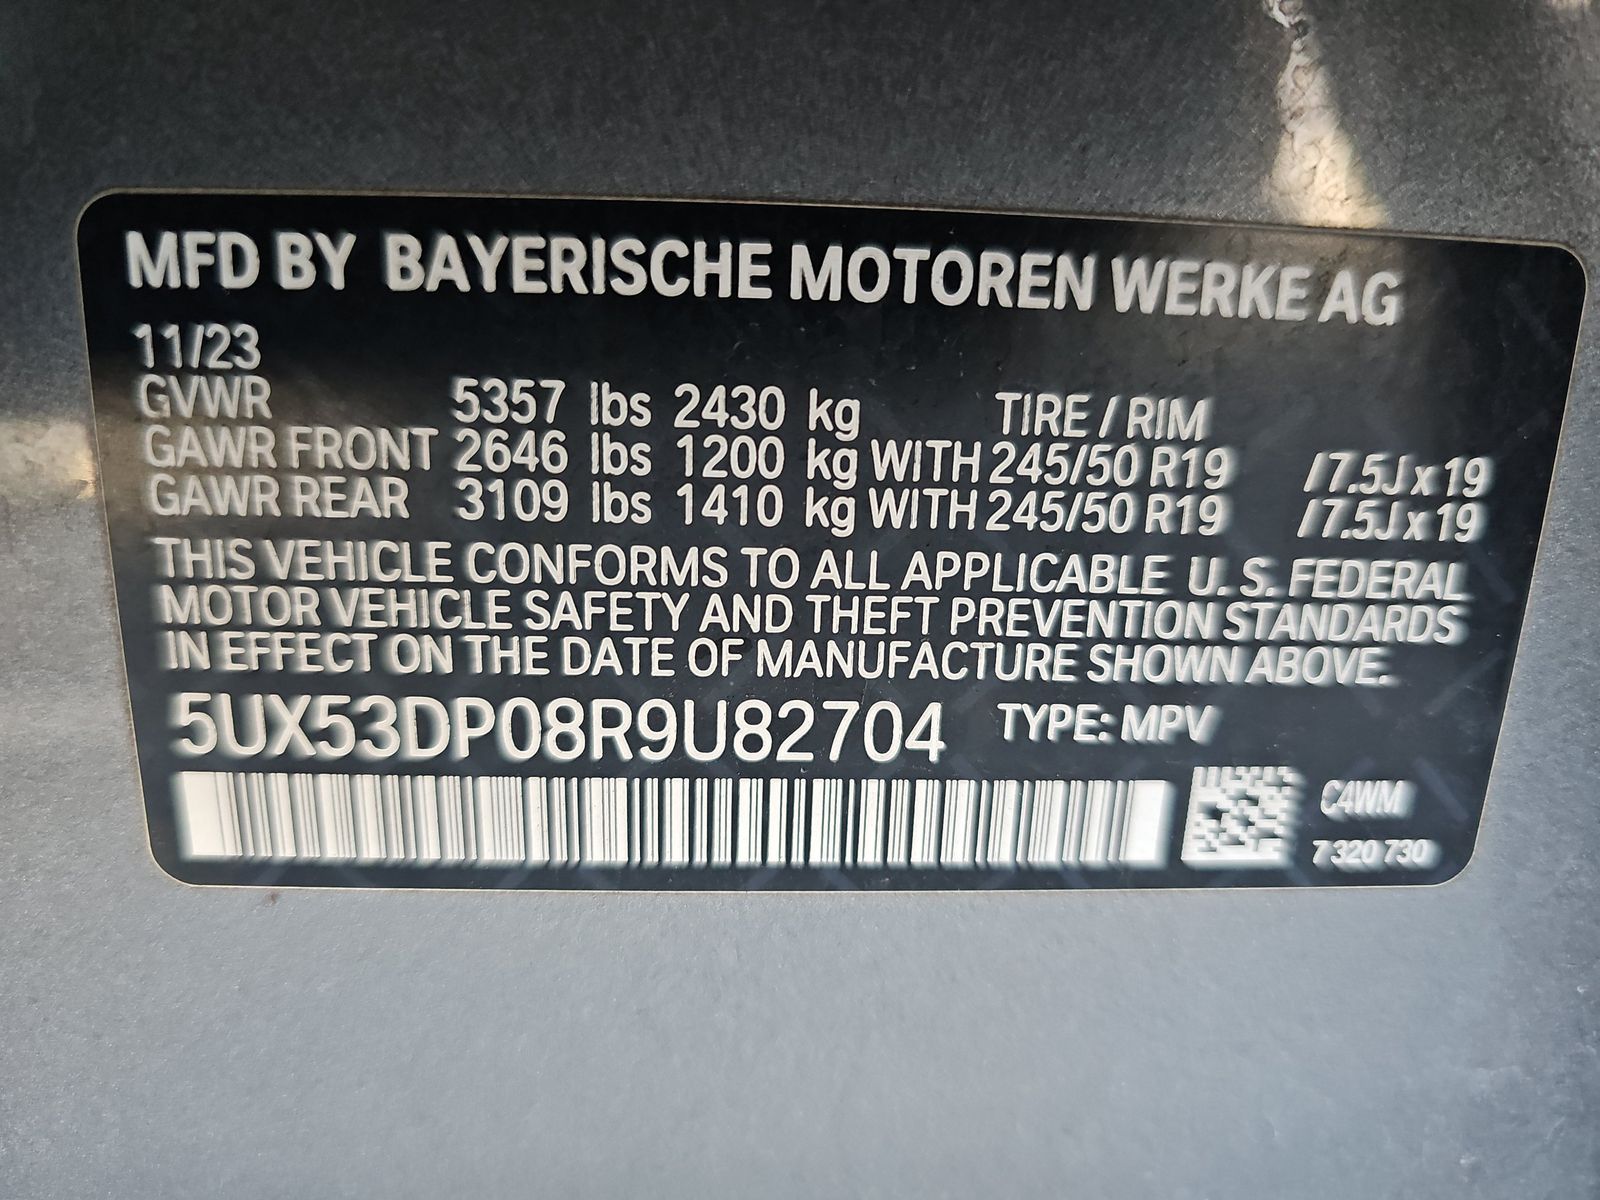 MFD BY BAYERISCHE MOTOREN WERKE AG
11/23
GVWR 5357 lbs 2430 kg TIRE / RIM
GAWR FRONT 2646 lbs 1200 kg WITH 245/50 R19 /7.5J x 19
GAWR REAR 3109 lbs 1410 kg WITH 245/50 R19 /7.5J x 19
THIS VEHICLE CONFORMS TO ALL APPLICABLE U. S. FEDERAL
MOTOR VEHICLE SAFETY AND THEFT PREVENTION STANDARDS
IN EFFECT ON THE DATE OF MANUFACTURE SHOWN ABOVE.
5UX53DP08R9U82704 TYPE: MPV
C4WM
7 320 730